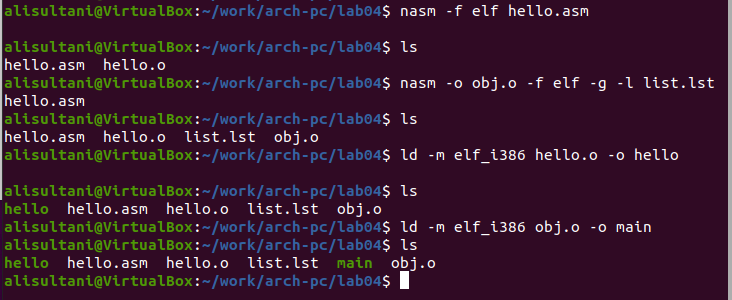 alisultani@VirtualBox:~/work/arch-pc/lab04$ nasm -f elf hello.asm
alisultani@VirtualBox:~/work/arch-pc/lab04$ ls
hello.asm  hello.o
alisultani@VirtualBox:~/work/arch-pc/lab04$ nasm -o obj.o -f elf -g -l list.lst
hello.asm
alisultani@VirtualBox:~/work/arch-pc/lab04$ ls
hello.asm  hello.o  list.lst  obj.o
alisultani@VirtualBox:~/work/arch-pc/lab04$ ld -m elf_i386 hello.o -o hello
alisultani@VirtualBox:~/work/arch-pc/lab04$ ls
hello  hello.asm  hello.o  list.lst  obj.o
alisultani@VirtualBox:~/work/arch-pc/lab04$ ld -m elf_i386 obj.o -o main
alisultani@VirtualBox:~/work/arch-pc/lab04$ ls
hello  hello.asm  hello.o  list.lst  main  obj.o
alisultani@VirtualBox:~/work/arch-pc/lab04$